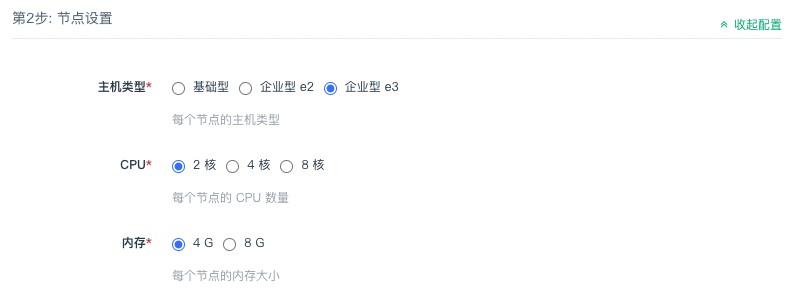 第2步: 节点设置
收起配置
主机类型* 基础型 企业型 e2 企业型 e3
每个节点的主机类型
CPU* 2 核 4 核 8 核
每个节点的 CPU 数量
内存* 4 G 8 G
每个节点的内存大小